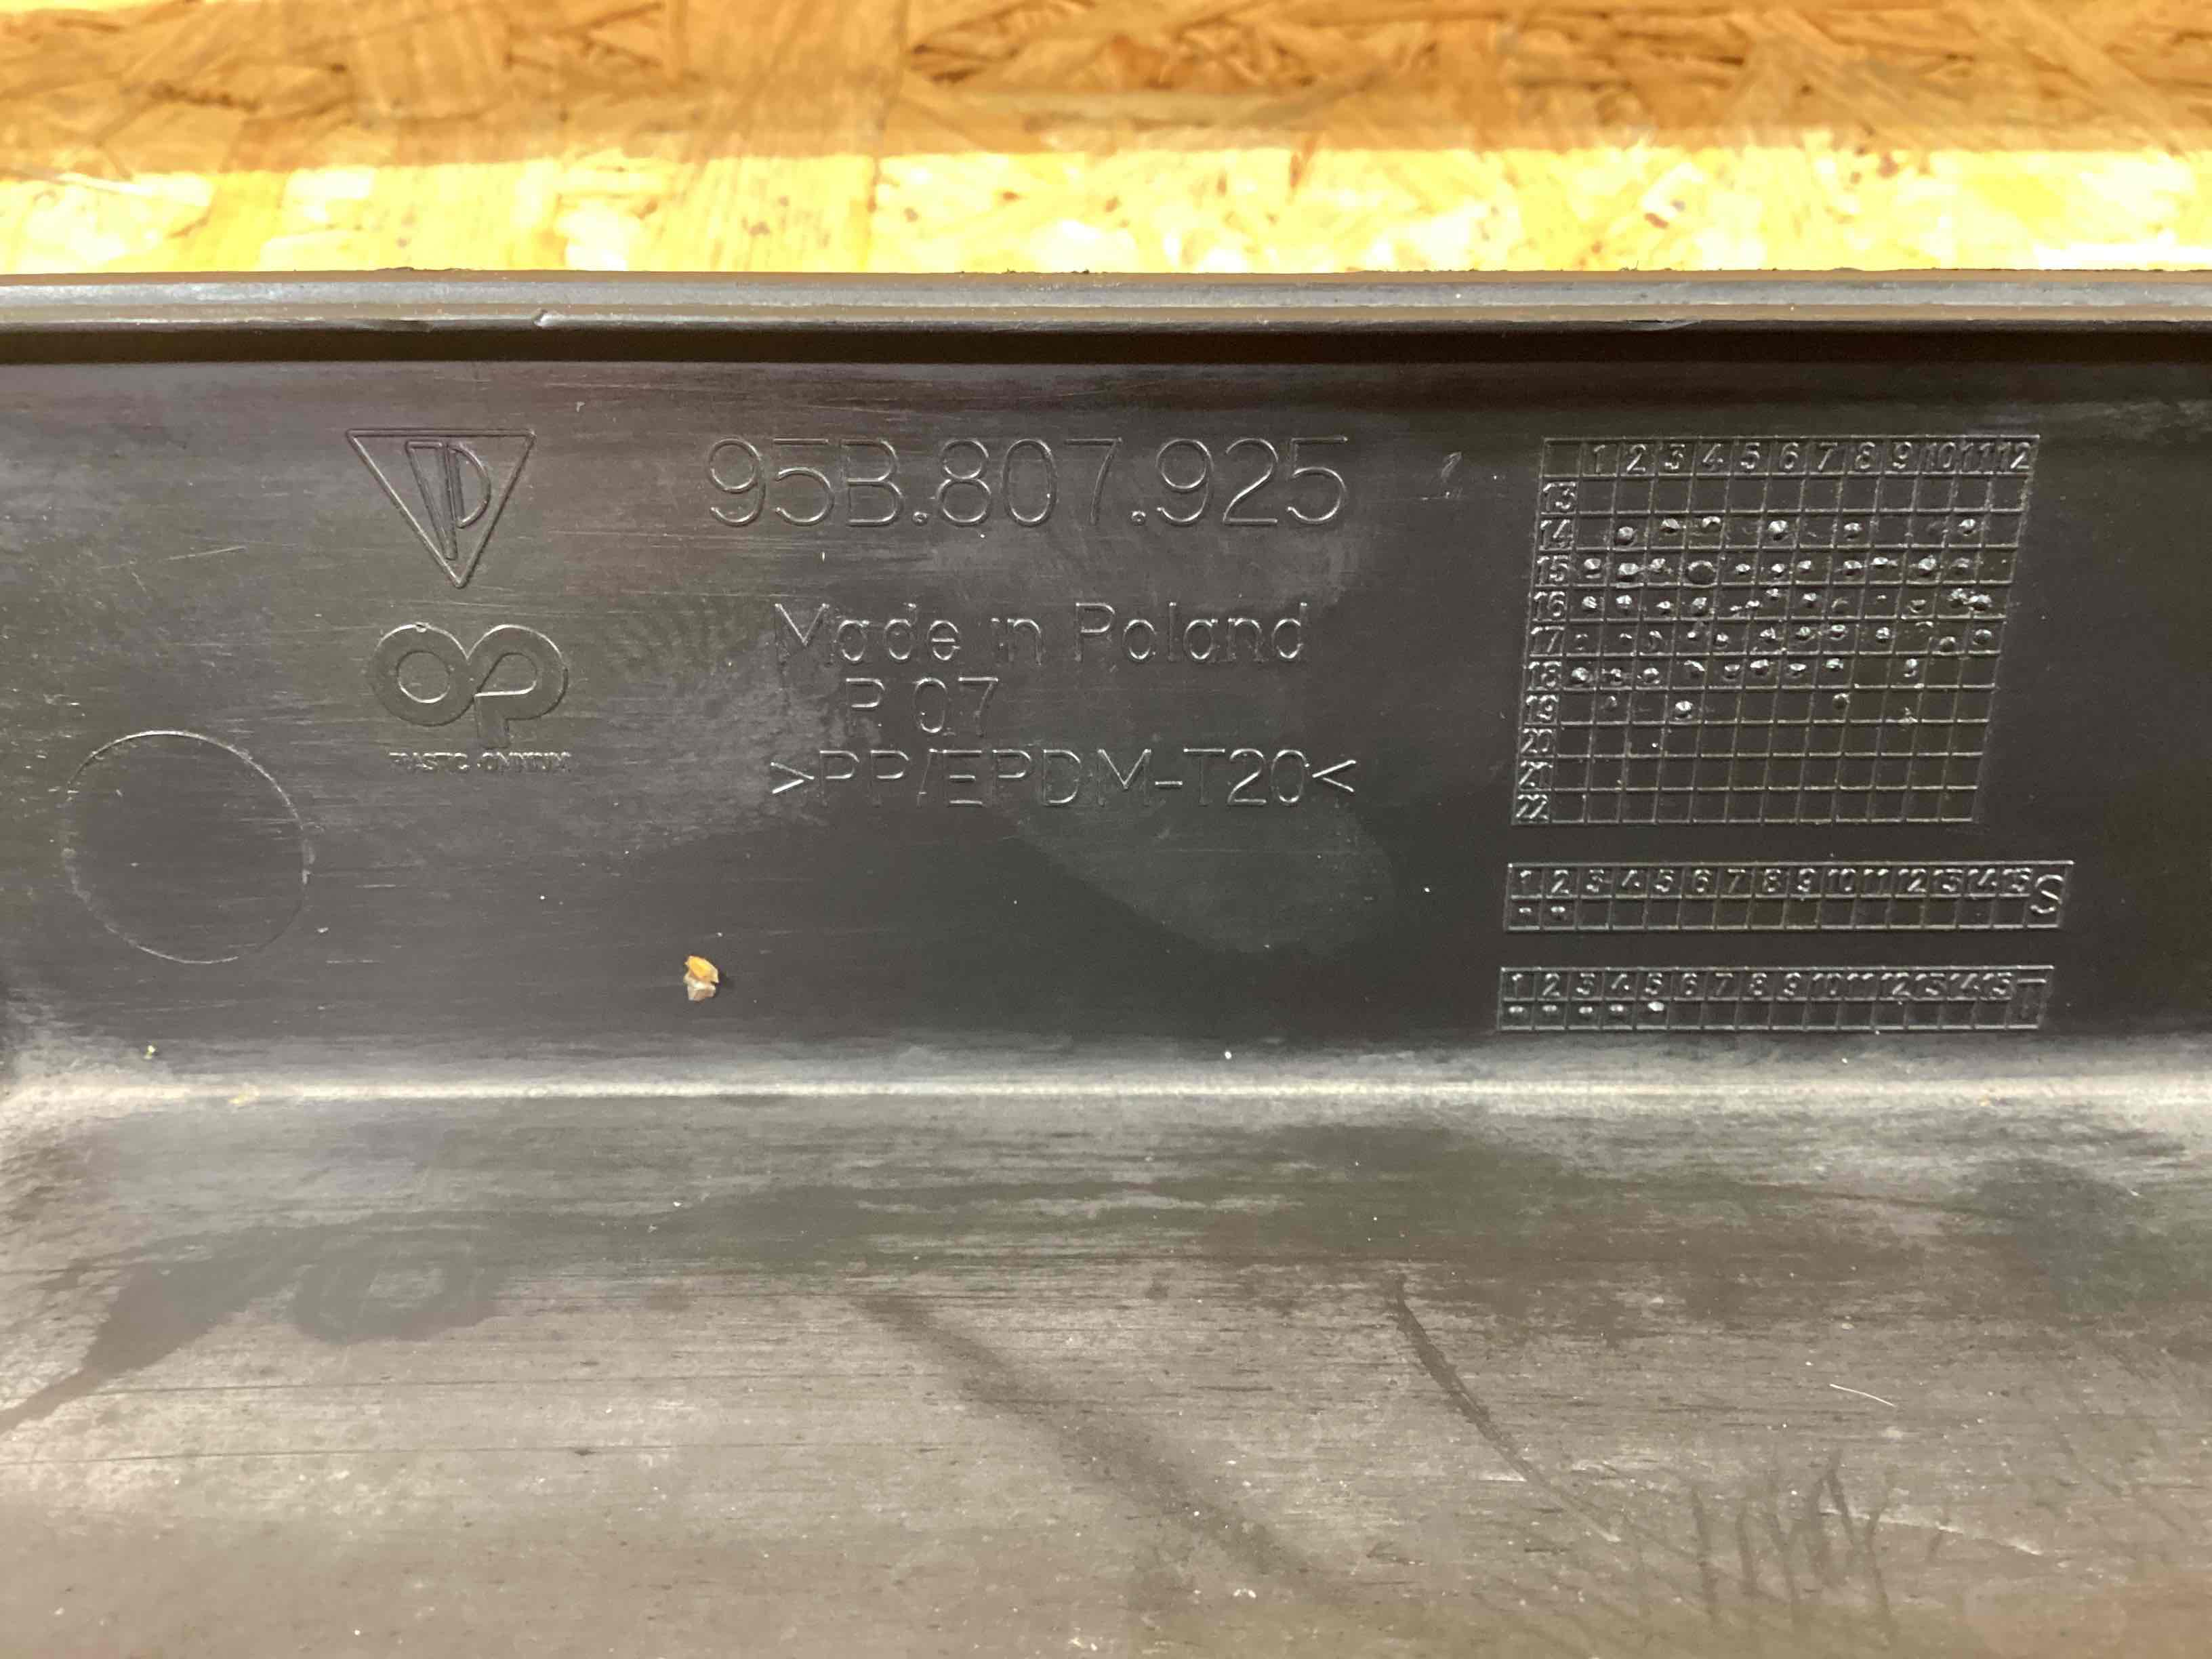 95B.807.925
Made in Poland
P 07
>PP/EPDM-T20<
PLASTIC OMNIUM
1 2 3 4 5 6 7 8 9 10 11 12
13
14
15
16
17
18
19
20
21
22
1 2 3 4 5 6 7 8 9 10 11 12 13 14 15 S
1 2 3 4 5 6 7 8 9 10 11 12 13 14 15 T